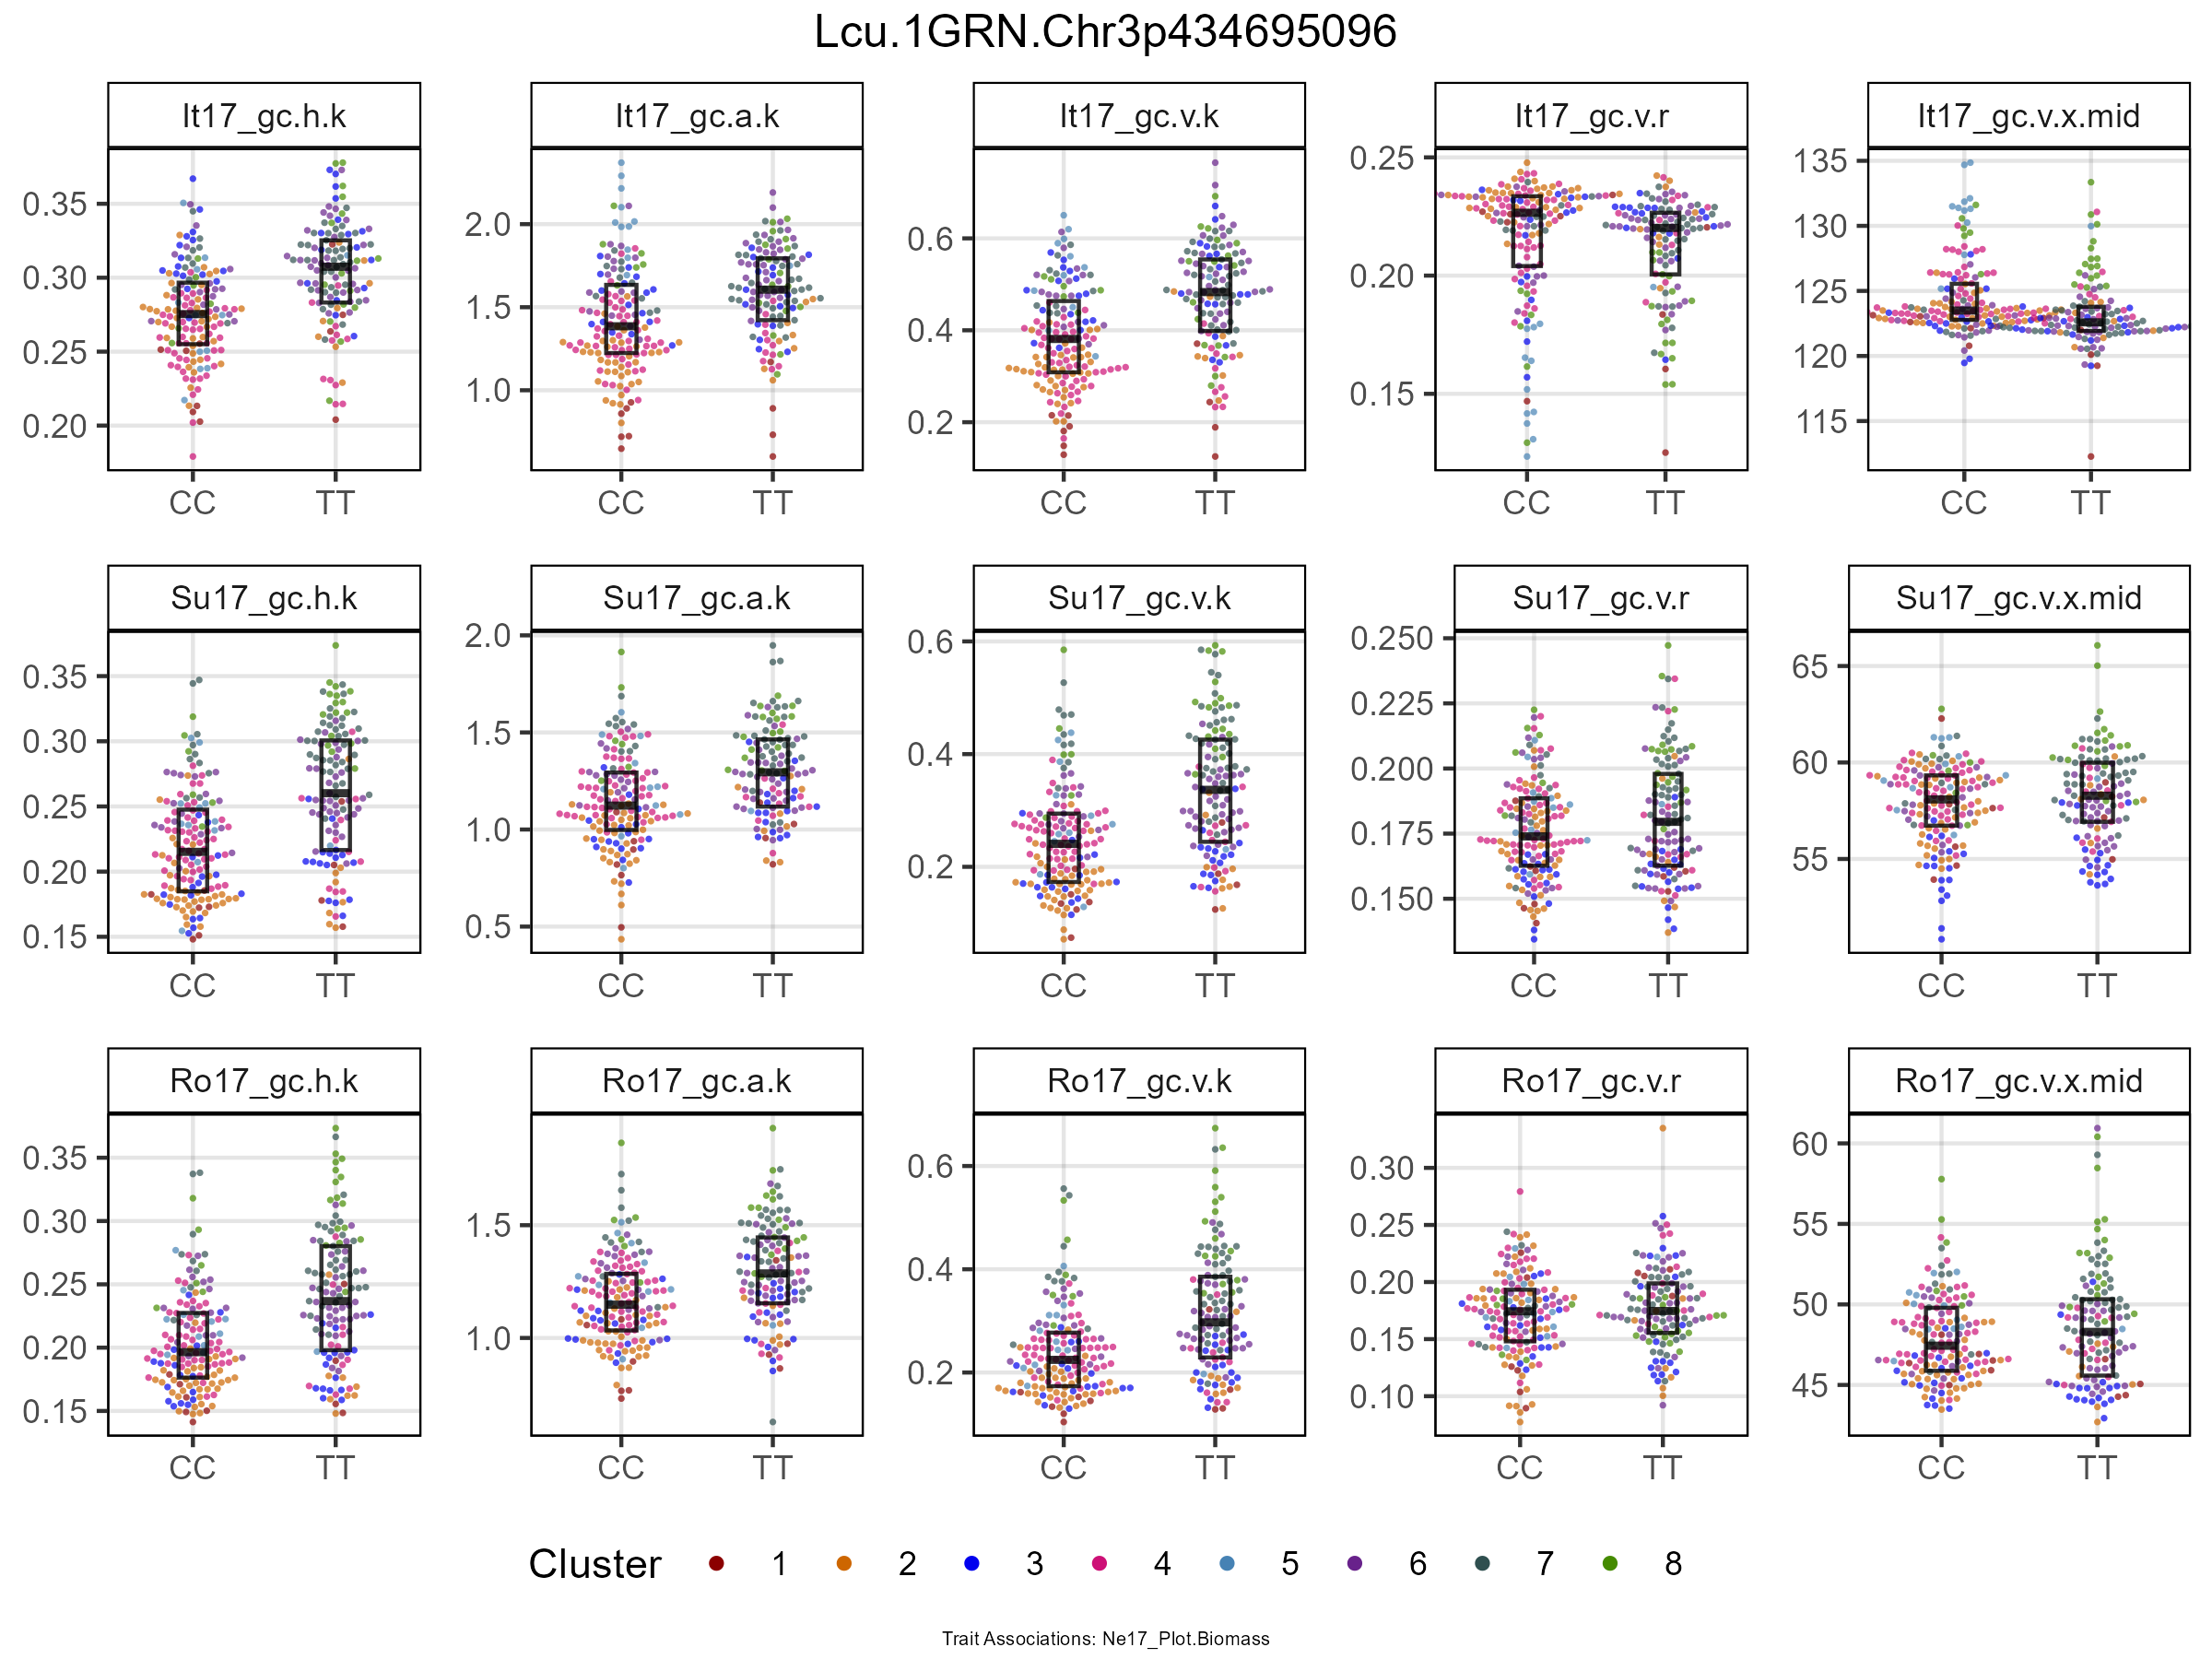 Lcu.1GRN.Chr3p434695096
It17_gc.h.k It17_gc.a.k It17_gc.v.k It17_gc.v.r It17_gc.v.x.mid
0.35 0.30 0.25 0.20
2.0 1.5 1.0
0.6 0.4 0.2
0.25 0.20 0.15
135 130 125 120 115
CC TT CC TT CC TT CC TT CC TT
Su17_gc.h.k Su17_gc.a.k Su17_gc.v.k Su17_gc.v.r Su17_gc.v.x.mid
0.35 0.30 0.25 0.20 0.15
2.0 1.5 1.0 0.5
0.6 0.4 0.2
0.250 0.225 0.200 0.175 0.150
65 60 55
CC TT CC TT CC TT CC TT CC TT
Ro17_gc.h.k Ro17_gc.a.k Ro17_gc.v.k Ro17_gc.v.r Ro17_gc.v.x.mid
0.35 0.30 0.25 0.20 0.15
1.5 1.0
0.6 0.4 0.2
0.30 0.25 0.20 0.15 0.10
60 55 50 45
CC TT CC TT CC TT CC TT CC TT
Cluster 1 2 3 4 5 6 7 8
Trait Associations: Ne17_Plot.Biomass